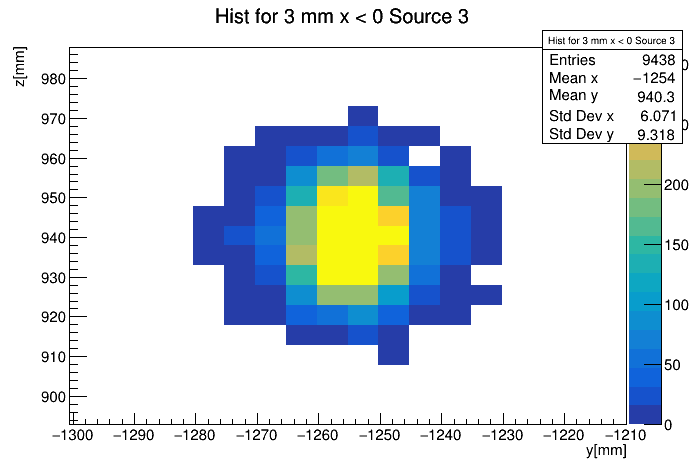 Hist for 3 mm x < 0 Source 3
z[mm]
Hist for 3 mm x < 0 Source 3
Entries 9438
Mean x −1254
Mean y 940.3
Std Dev x 6.071
Std Dev y 9.318
980
970
960
950
940
930
920
910
900
0
0
200
150
100
50
0
−1300 −1290 −1280 −1270 −1260 −1250 −1240 −1230 −1220 −1210
y[mm]